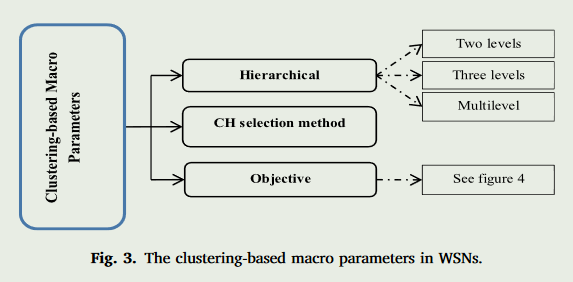 Clustering-based Macro
Parameters
Hierarchical
CH selection method
Objective
Two levels
Three levels
Multilevel
See figure 4
Fig. 3. The clustering-based macro parameters in WSNs.